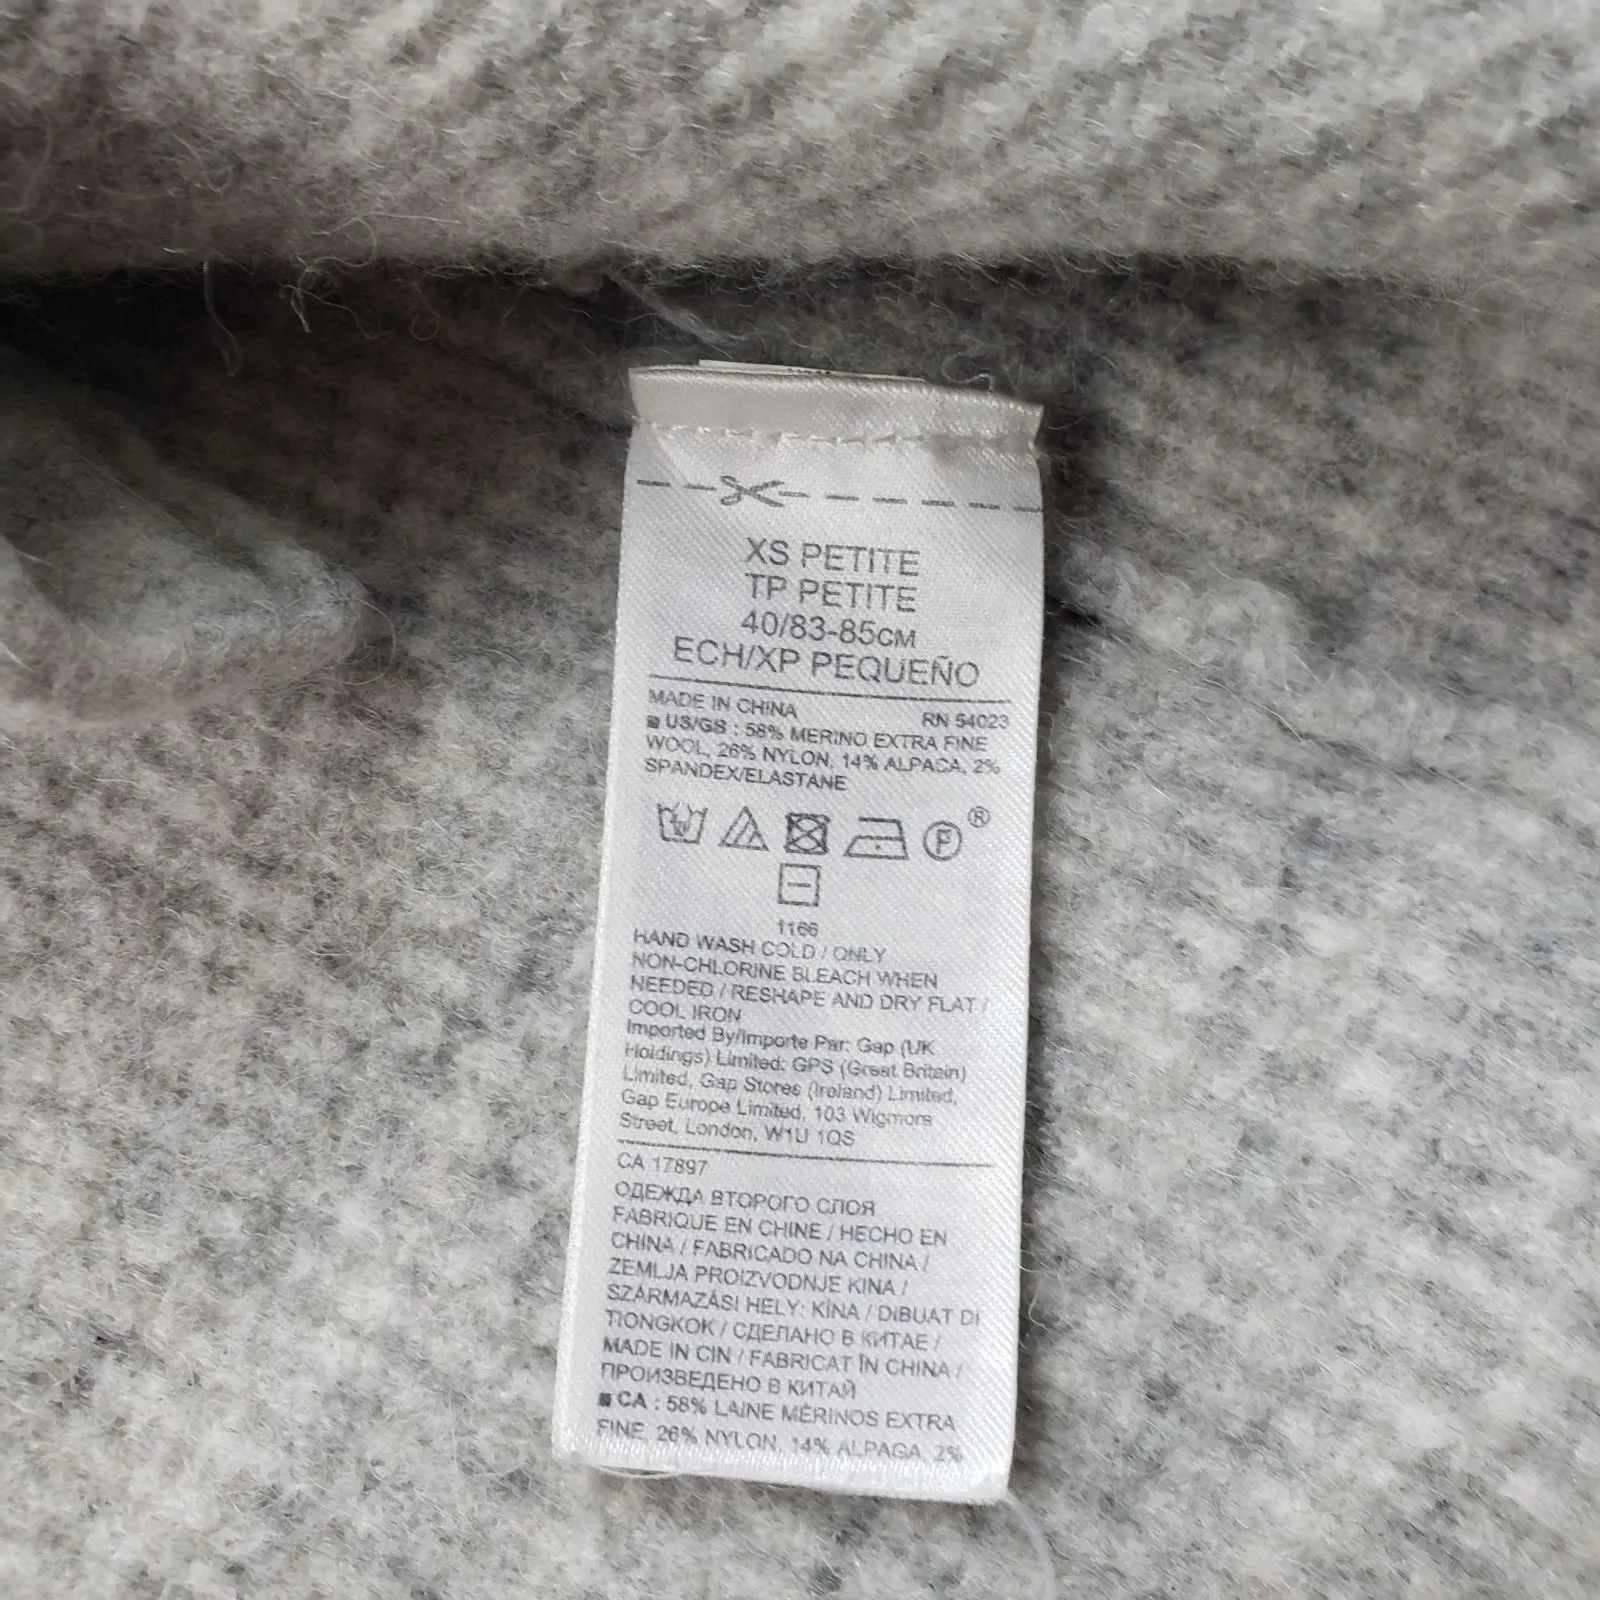 XS PETITE
TP PETITE
40/83-85CM
ECH/XP PEQUEÑO
MADE IN CHINA RN 54023
US/GB : 58% MERINO EXTRA FINE
WOOL, 26% NYLON, 14% ALPACA, 2%
SPANDEX/ELASTANE
P ®
1166
HAND WASH COLD / ONLY
NON-CHLORINE BLEACH WHEN
NEEDED / RESHAPE AND DRY FLAT /
COOL IRON
Imported By/Importe Par: Gap (UK
Holdings) Limited: GPS (Great Britain)
Limited, Gap Stores (Ireland) Limited,
Gap Europe Limited, 103 Wigmore
Street, London, W1U 1QS
CA 17897
ОДЕЖДА ВТОРОГО СЛОЯ
FABRIQUE EN CHINE / HECHO EN
CHINA / FABRICADO NA CHINA /
ZEMLJA PROIZVODNJE KINA /
SZÁRMAZÁSI HELY: KÍNA / DIBUAT DI
TIONGKOK / СДЕЛАНО В КИТАЕ /
MADE IN CIN / FABRICAT ÎN CHINA /
ПРОИЗВЕДЕНО В КИТАЙ
CA : 58% LAINE MÉRINOS EXTRA
FINE, 26% NYLON, 14% ALPAGA, 2%